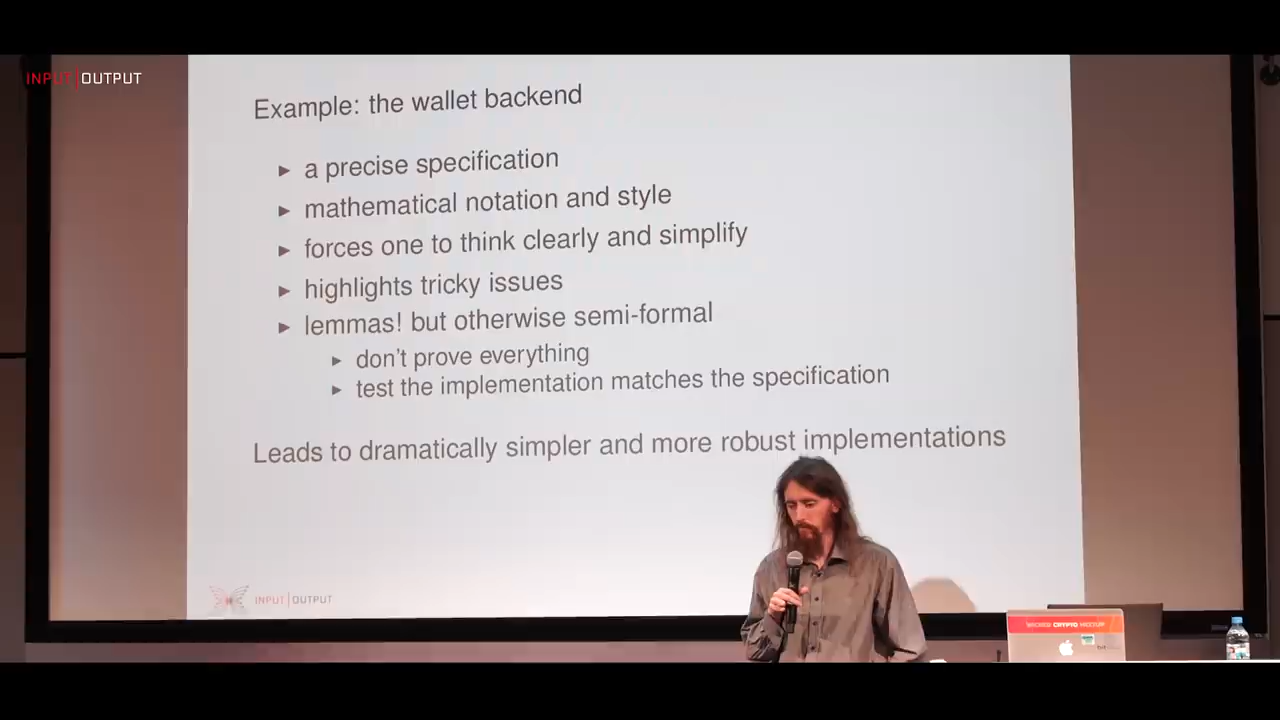 INPUT|OUTPUT
Example: the wallet backend
▸ a precise specification
▸ mathematical notation and style
▸ forces one to think clearly and simplify
▸ highlights tricky issues
▸ lemmas! but otherwise semi-formal
▸ don't prove everything
▸ test the implementation matches the specification
Leads to dramatically simpler and more robust implementations
INPUT|OUTPUT
CRYPTO MEETUP